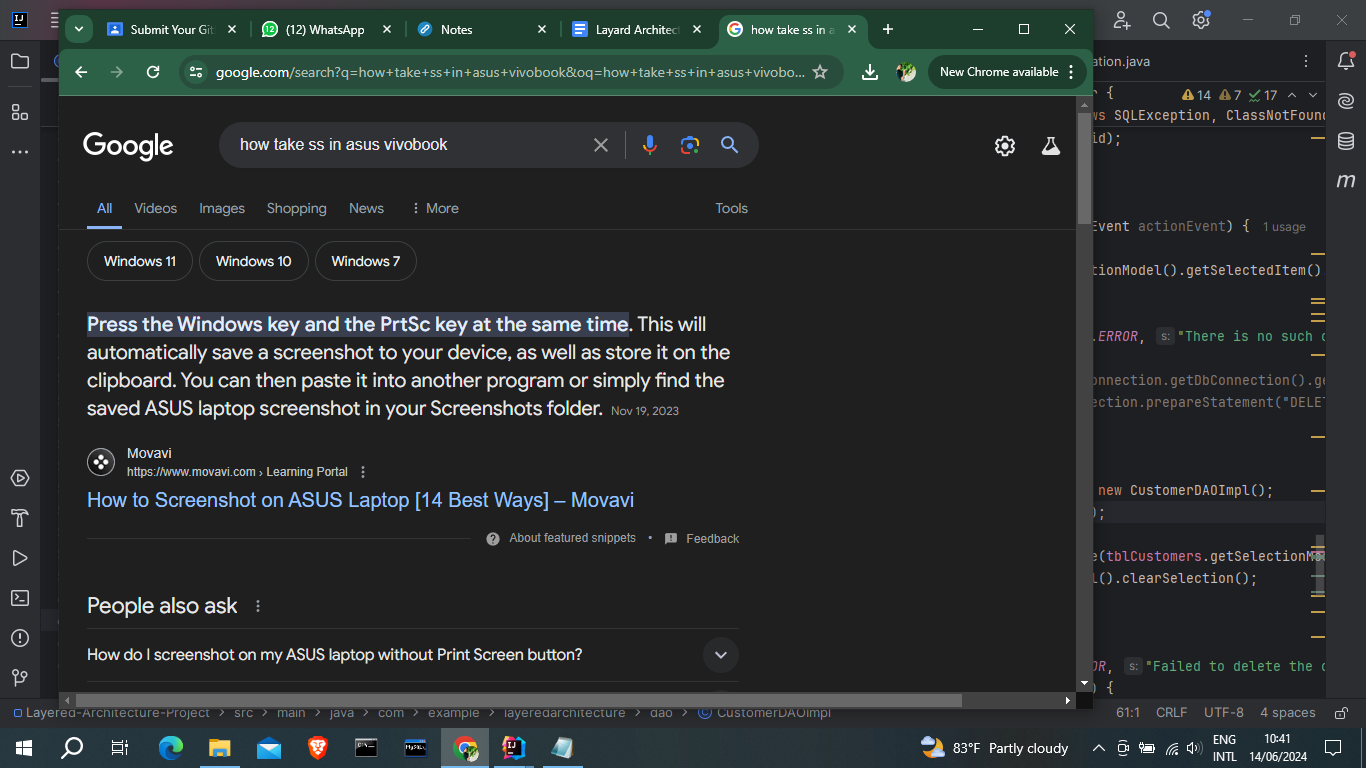 Submit Your Git
(12) WhatsApp
Notes
Layard Architect
how take ss in a
google.com/search?q=how+take+ss+in+asus+vivobook&oq=how+take+ss+in+asus+vivobo...
New Chrome available
Google
how take ss in asus vivobook
All
Videos
Images
Shopping
News
More
Tools
Windows 11
Windows 10
Windows 7
Press the Windows key and the PrtSc key at the same time. This will
automatically save a screenshot to your device, as well as store it on the
clipboard. You can then paste it into another program or simply find the
saved ASUS laptop screenshot in your Screenshots folder. Nov 19, 2023
Movavi
https://www.movavi.com › Learning Portal
How to Screenshot on ASUS Laptop [14 Best Ways] – Movavi
About featured snippets • Feedback
People also ask
How do I screenshot on my ASUS laptop without Print Screen button?
ation.java
{
14 7 17
ws SQLException, ClassNotFound
id);
Event actionEvent) { 1 usage
tionModel().getSelectedItem()
.ERROR, s: "There is no such c
onnection.getDbConnection().ge
ection.prepareStatement("DELET
new CustomerDAOImpl();
);
e(tblCustomers.getSelectionMo
l().clearSelection();
OR, s: "Failed to delete the c
) {
Layered-Architecture-Project > src > main > java > com > example > layeredarchitecture > dao > CustomerDAOImpl
61:1 CRLF UTF-8 4 spaces
83°F Partly cloudy
ENG
INTL
10:41
14/06/2024